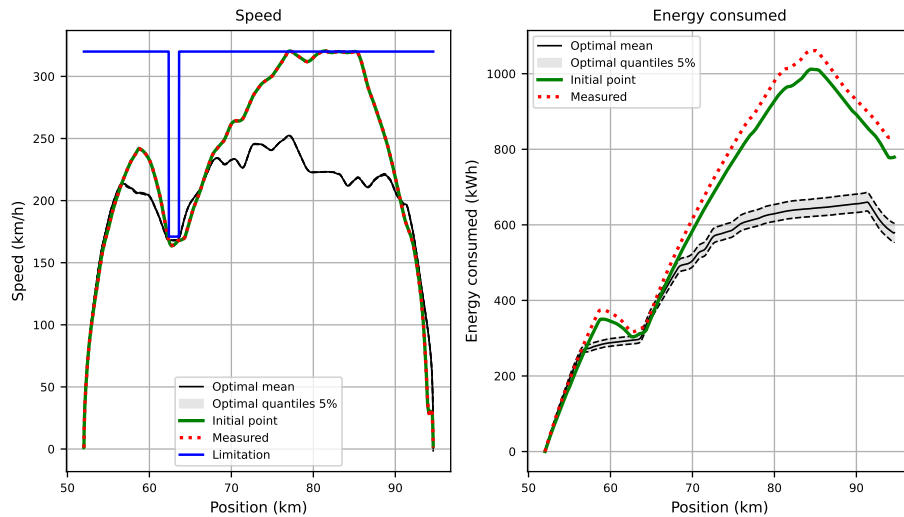 Speed
Speed (km/h)
300
250
200
150
100
50
0
Optimal mean
Optimal quantiles 5%
Initial point
Measured
Limitation
50 60 70 80 90
Position (km)
Energy consumed
Energy consumed (kWh)
1000
800
600
400
200
0
Optimal mean
Optimal quantiles 5%
Initial point
Measured
50 60 70 80 90
Position (km)